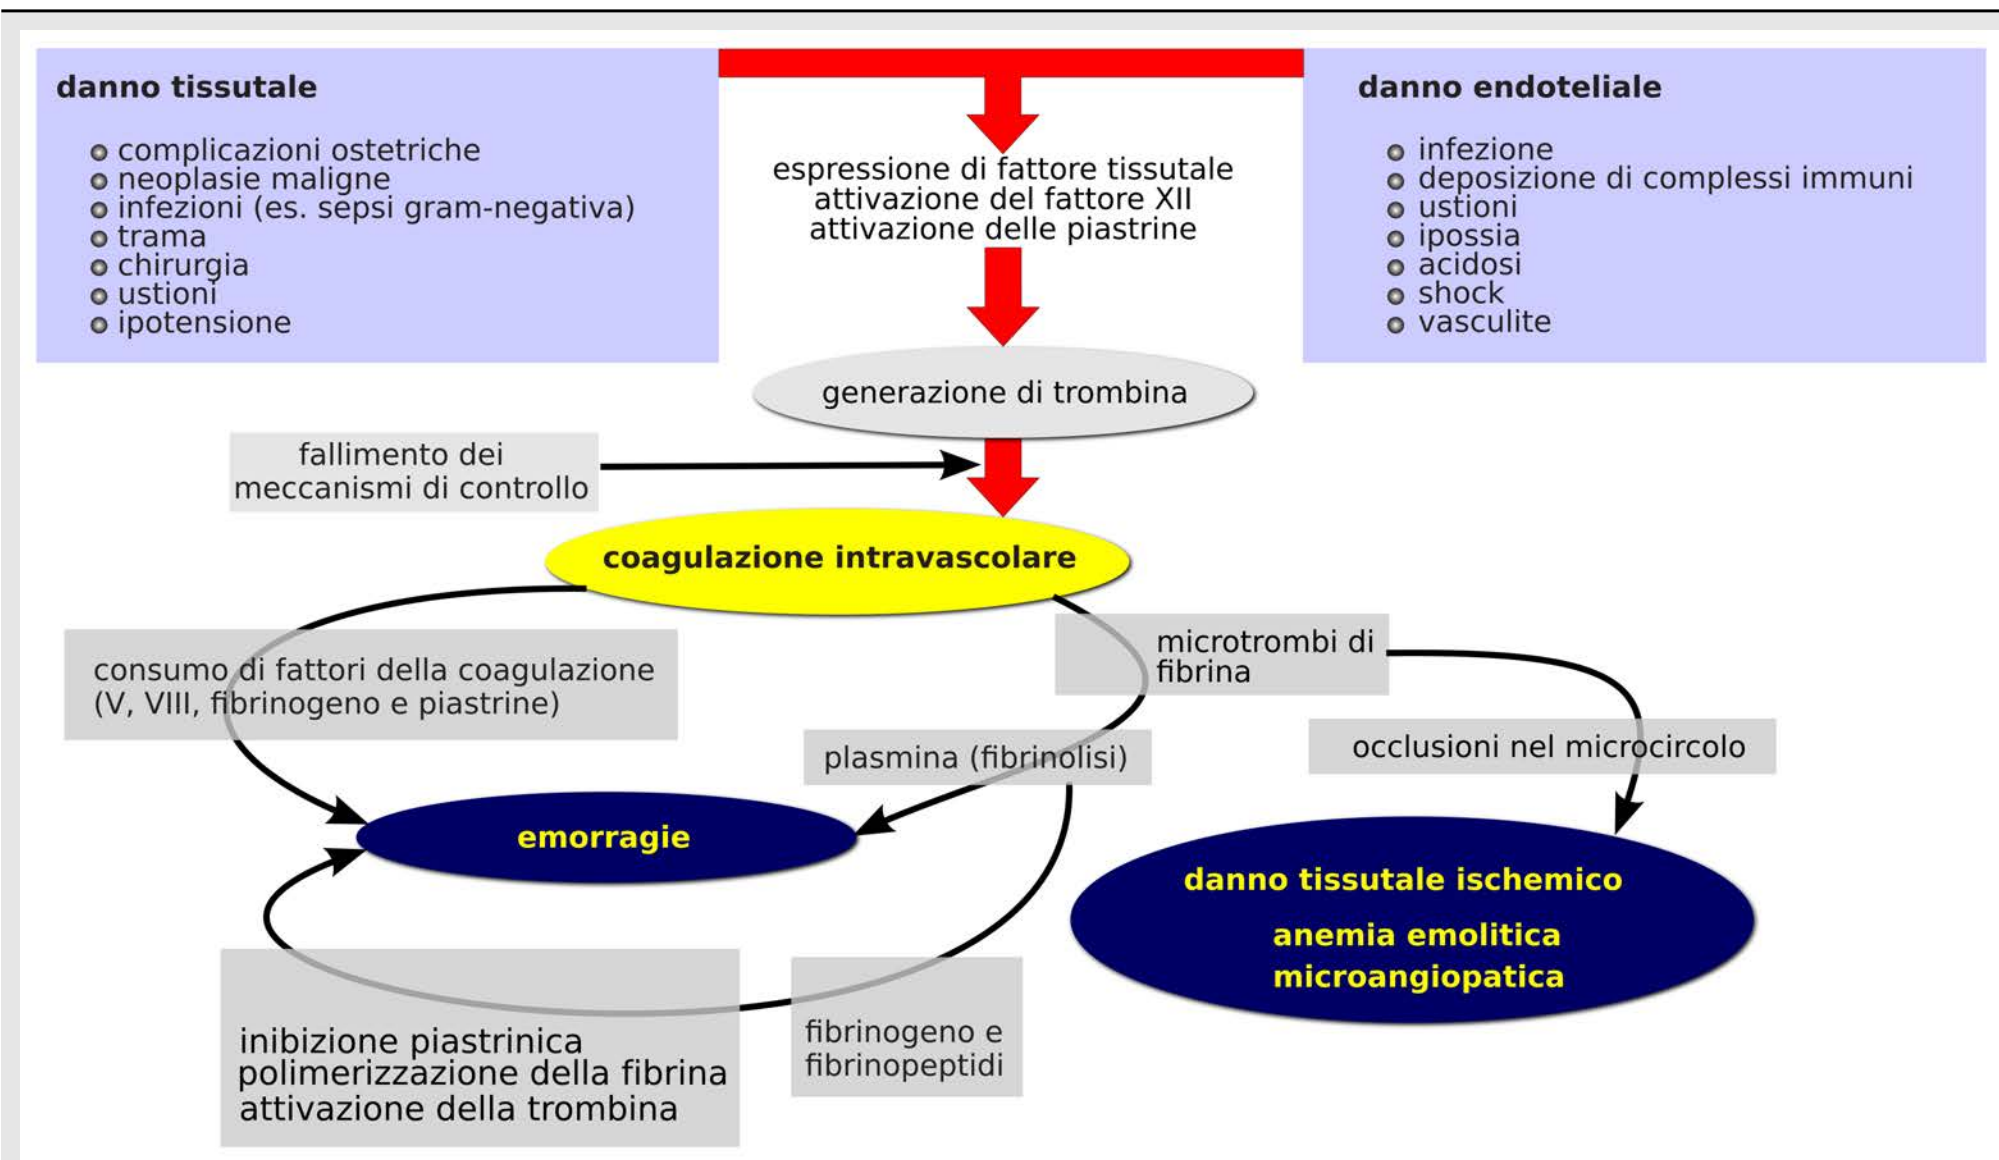 danno tissutale
complicazioni ostetriche
neoplasie maligne
infezioni (es. sepsi gram-negativa)
trama
chirurgia
ustioni
ipotensione
espressione di fattore tissutale
attivazione del fattore XII
attivazione delle piastrine
danno endoteliale
infezione
deposizione di complessi immuni
ustioni
ipossia
acidosi
shock
vasculite
generazione di trombina
fallimento dei
meccanismi di controllo
coagulazione intravascolare
consumo di fattori della coagulazione
(V, VIII, fibrinogeno e piastrine)
microtrombi di
fibrina
plasmina (fibrinolisi)
occlusioni nel microcircolo
emorragie
danno tissutale ischemico
anemia emolitica
microangiopatica
inibizione piastrinica
polimerizzazione della fibrina
attivazione della trombina
fibrinogeno e
fibrinopeptidi